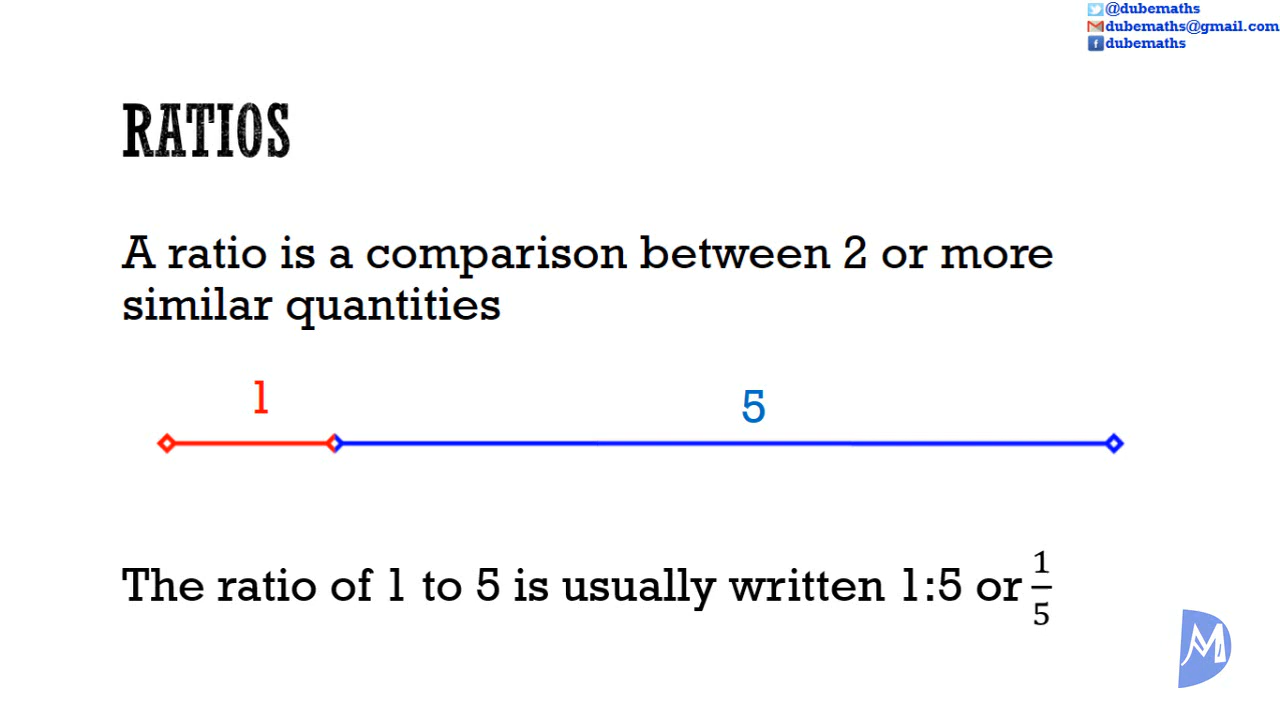 @dubemaths
dubemaths@gmail.com
dubemaths
RATIOS
A ratio is a comparison between 2 or more
similar quantities
1 5
The ratio of 1 to 5 is usually written 1:5 or 1/5
DM